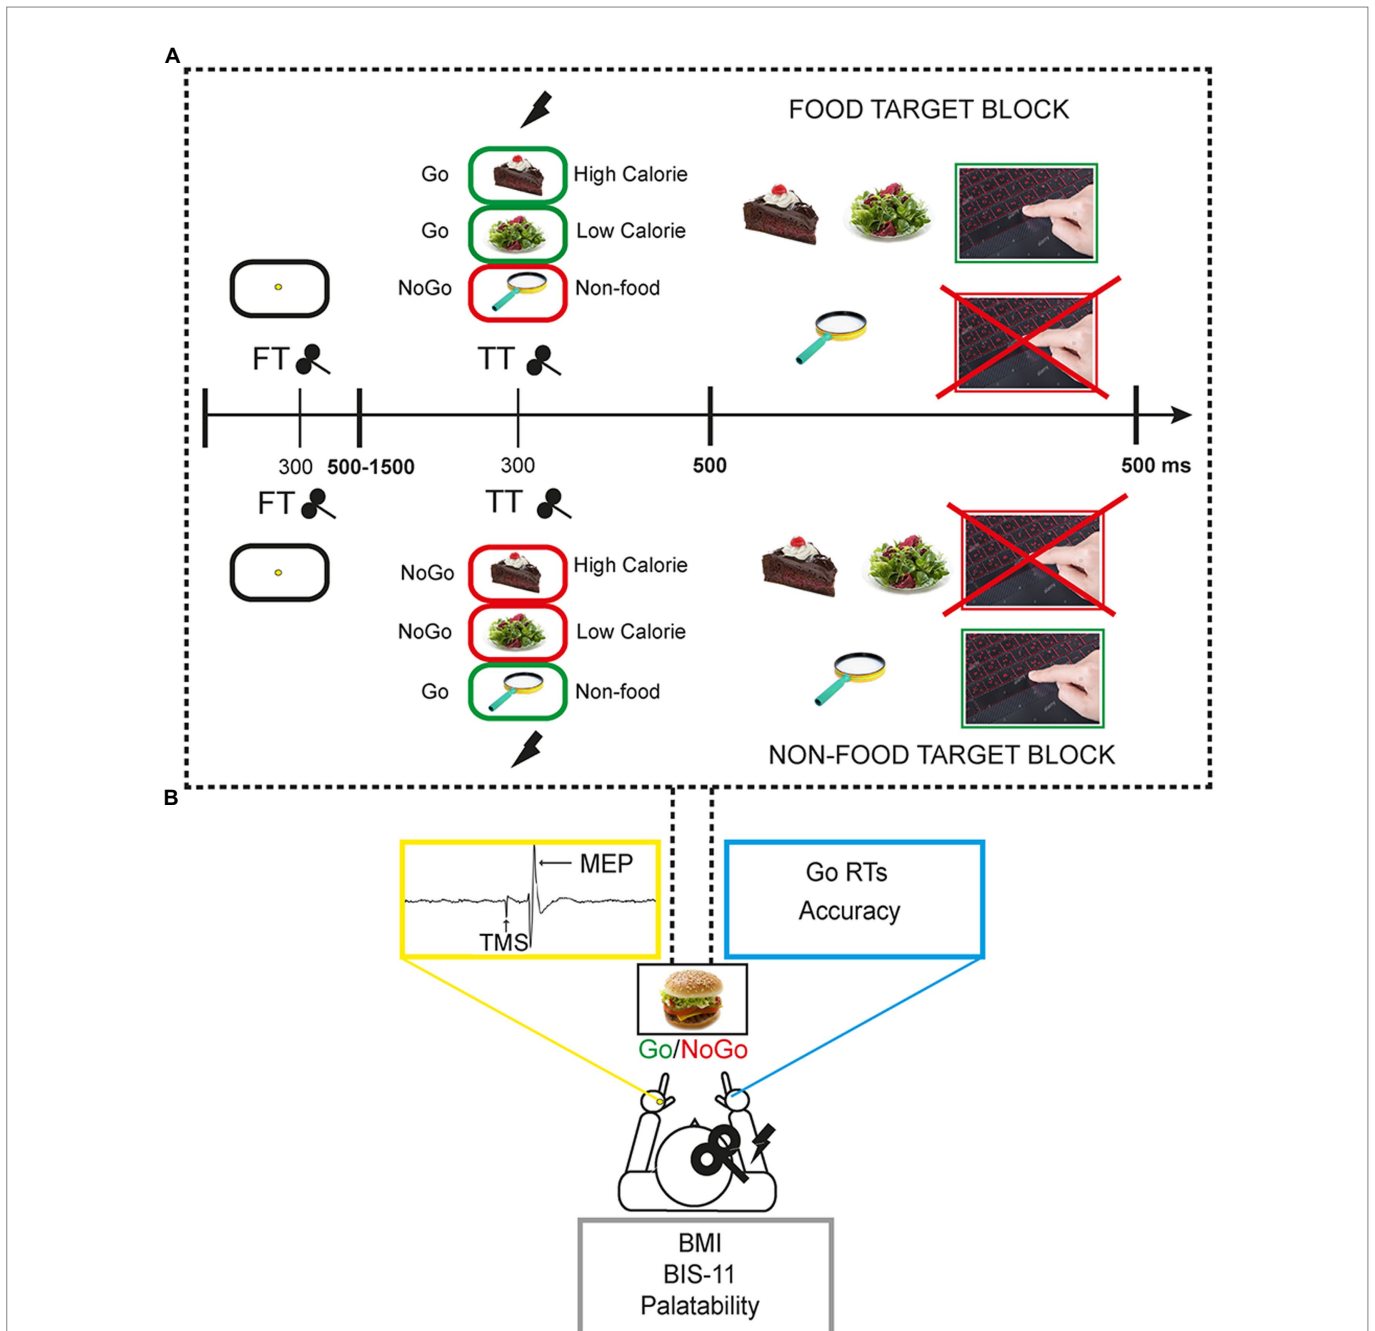 A
FOOD TARGET BLOCK
Go High Calorie
Go Low Calorie
NoGo Non-food
FT TT
300 500-1500 300 500 500 ms
FT TT
NoGo High Calorie
NoGo Low Calorie
Go Non-food
NON-FOOD TARGET BLOCK
B
MEP
TMS
Go RTs
Accuracy
Go/NoGo
BMI
BIS-11
Palatability